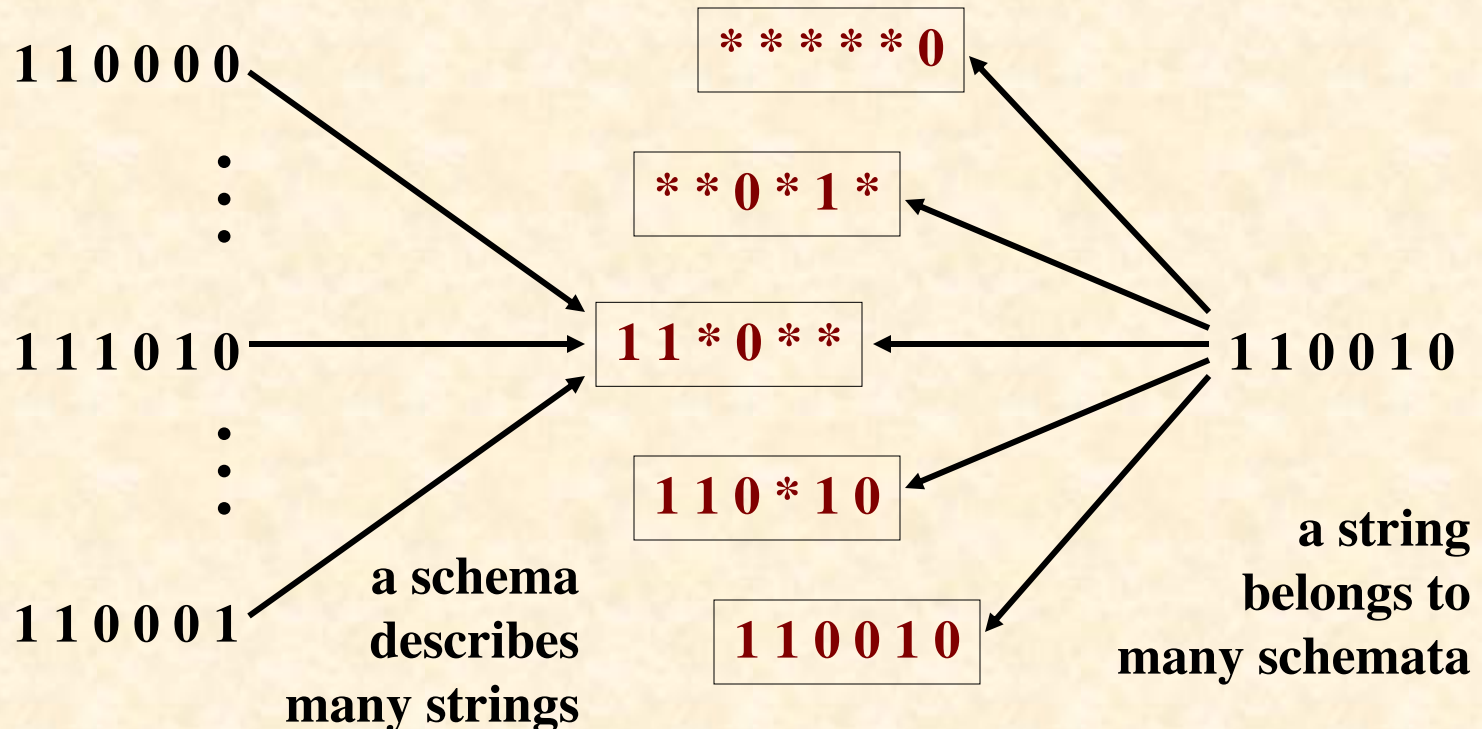 1 1 0 0 0 0
1 1 1 0 1 0
1 1 0 0 0 1
a schema
describes
many strings
* * * * * 0
* * 0 * 1 *
1 1 * 0 * *
1 1 0 * 1 0
1 1 0 0 1 0
1 1 0 0 1 0
a string
belongs to
many schemata